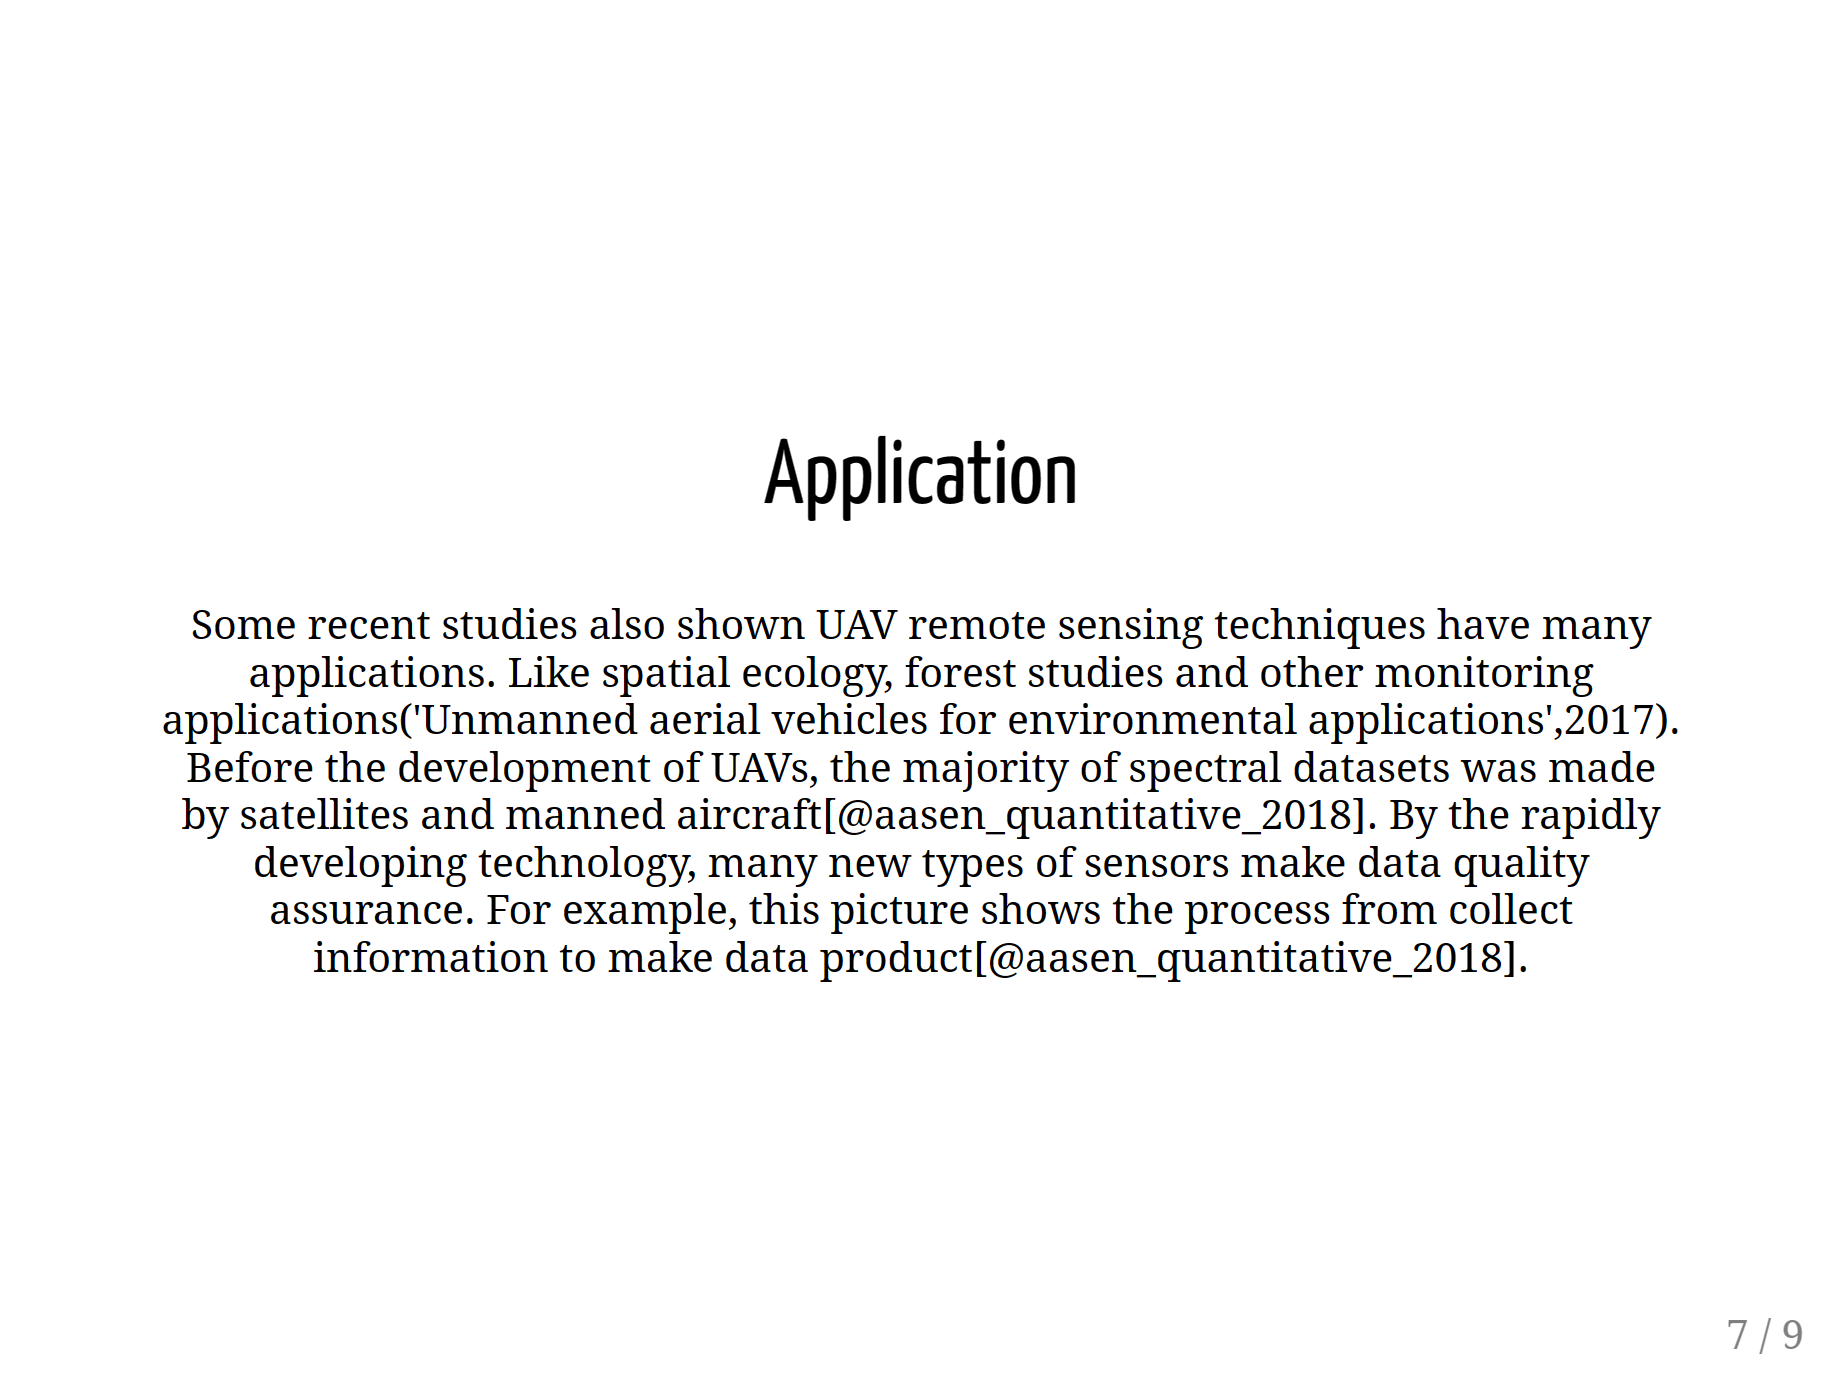 Application
Some recent studies also shown UAV remote sensing techniques have many
applications. Like spatial ecology, forest studies and other monitoring
applications('Unmanned aerial vehicles for environmental applications',2017).
Before the development of UAVs, the majority of spectral datasets was made
by satellites and manned aircraft[@aasen_quantitative_2018]. By the rapidly
developing technology, many new types of sensors make data quality
assurance. For example, this picture shows the process from collect
information to make data product[@aasen_quantitative_2018].
7 / 9